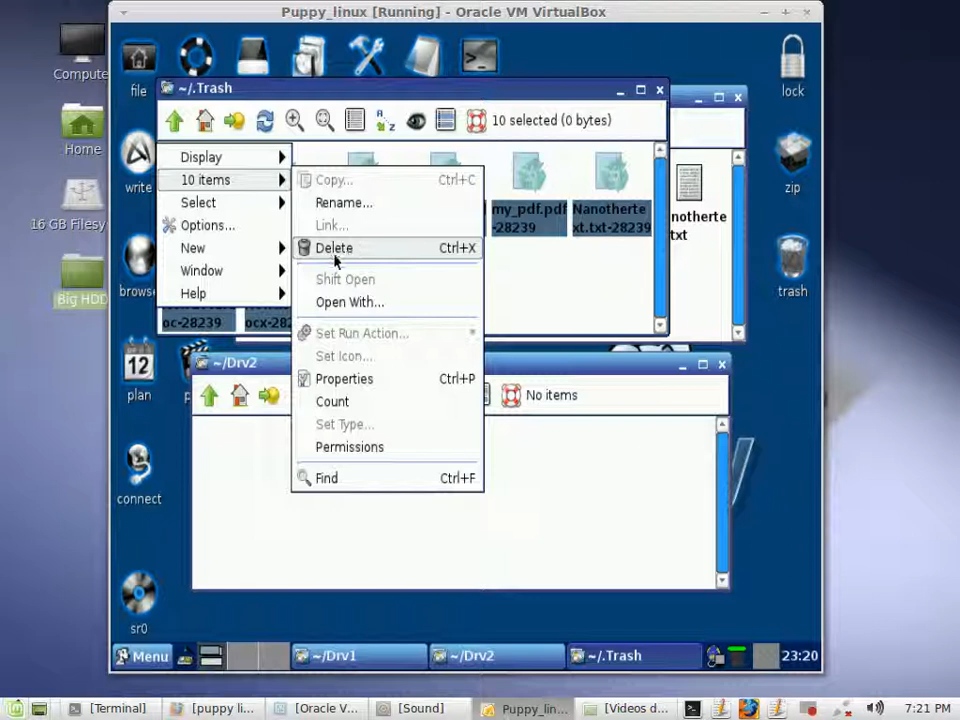 Puppy_linux [Running] - Oracle VM VirtualBox
Compute
Home
16 GB Filesy
Big HDD
file
lock
~/.Trash
10 selected (0 bytes)
Display
10 items
Select
Options...
New
Window
Help
Copy... Ctrl+C
Rename...
Link...
Delete Ctrl+X
Shift Open
Open With...
Set Run Action...
Set Icon...
Properties Ctrl+P
Count
Set Type...
Permissions
Find Ctrl+F
my_pdf.pdf
-28239
Nanotherte
xt.txt-28239
notherte
txt
write
zip
brows
trash
oc-28239
ocx-282
~/Drv2
No items
plan
p
connect
sr0
Menu
~/Drv1
~/Drv2
~/.Trash
23:20
[Terminal]
[puppy li...
[Oracle V...
[Sound]
Puppy_lin...
[Videos d...
7:21 PM